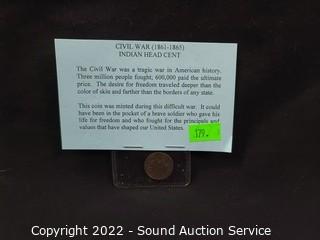 CIVIL WAR (1861-1865)
INDIAN HEAD CENT
The Civil War was a tragic war in American history.
Three million people fought; 600,000 paid the ultimate
price. The desire for freedom traveled deeper than the
color of skin and further than the borders of any state.
This coin was minted during this difficult war. It could
have been in the pocket of a brave soldier who gave his
life for freedom and who fought for the principals and
values that have shaped our United States.
Copyright 2022 - Sound Auction Service